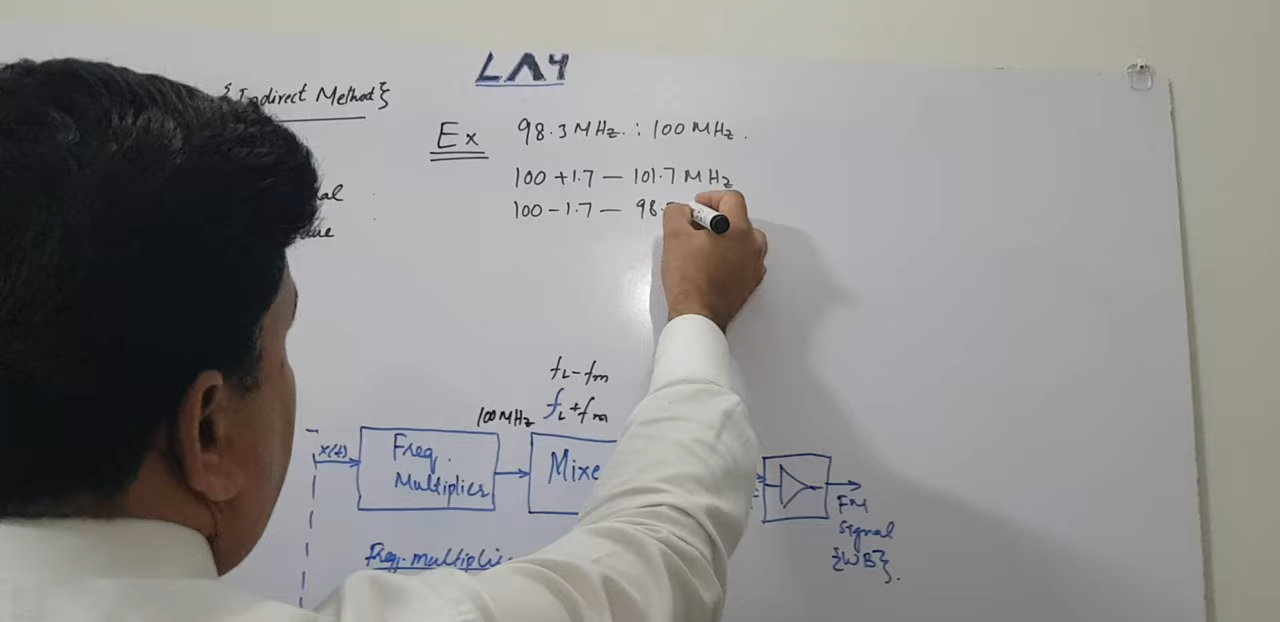 LAY
{Indirect Method}
Ex 98.3 MHz. : 100 MHz.
100 + 1.7 — 101.7 MHz
100 - 1.7 — 98.
fL - fm
fL + fm
100 MHz
x(t)
Freq. Multiplier
Mixe
FM Signal {WB}.
Freq. multipli